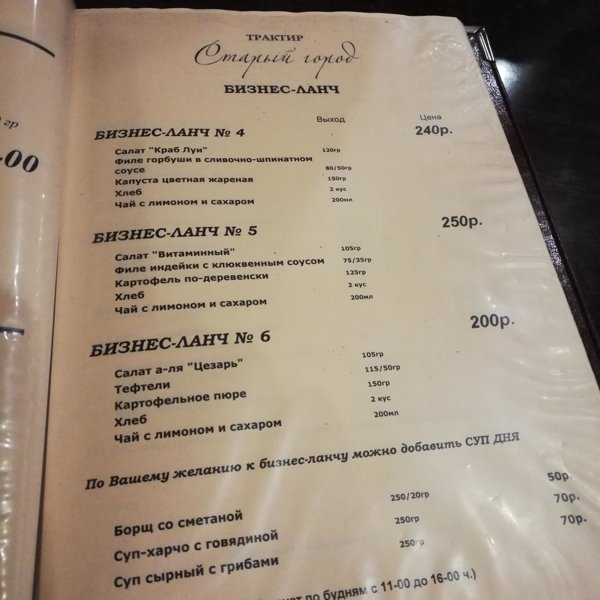 ТРАКТИР
Старый город
БИЗНЕС-ЛАНЧ
Выход Цена
БИЗНЕС-ЛАНЧ № 4 240р.
Салат "Краб Луи" 120гр
Филе горбуши в сливочно-шпинатном
соусе 80/50гр
Капуста цветная жареная 150гр
Хлеб 2 кус
Чай с лимоном и сахаром 200мл
БИЗНЕС-ЛАНЧ № 5 250р.
Салат "Витаминный" 105гр
Филе индейки с клюквенным соусом 75/35гр
Картофель по-деревенски 125гр
Хлеб 2 кус
Чай с лимоном и сахаром 200мл
БИЗНЕС-ЛАНЧ № 6 200р.
Салат а-ля "Цезарь" 105гр
Тефтели 115/50гр
Картофельное пюре 150гр
Хлеб 2 кус
Чай с лимоном и сахаром 200мл
По Вашему желанию к бизнес-ланчу можно добавить СУП ДНЯ
Борщ со сметаной 250/20гр 50р.
Суп-харчо с говядиной 250гр 70р.
Суп сырный с грибами 250гр 70р.
по будням с 11-00 до 16-00 ч.)
гр
-00